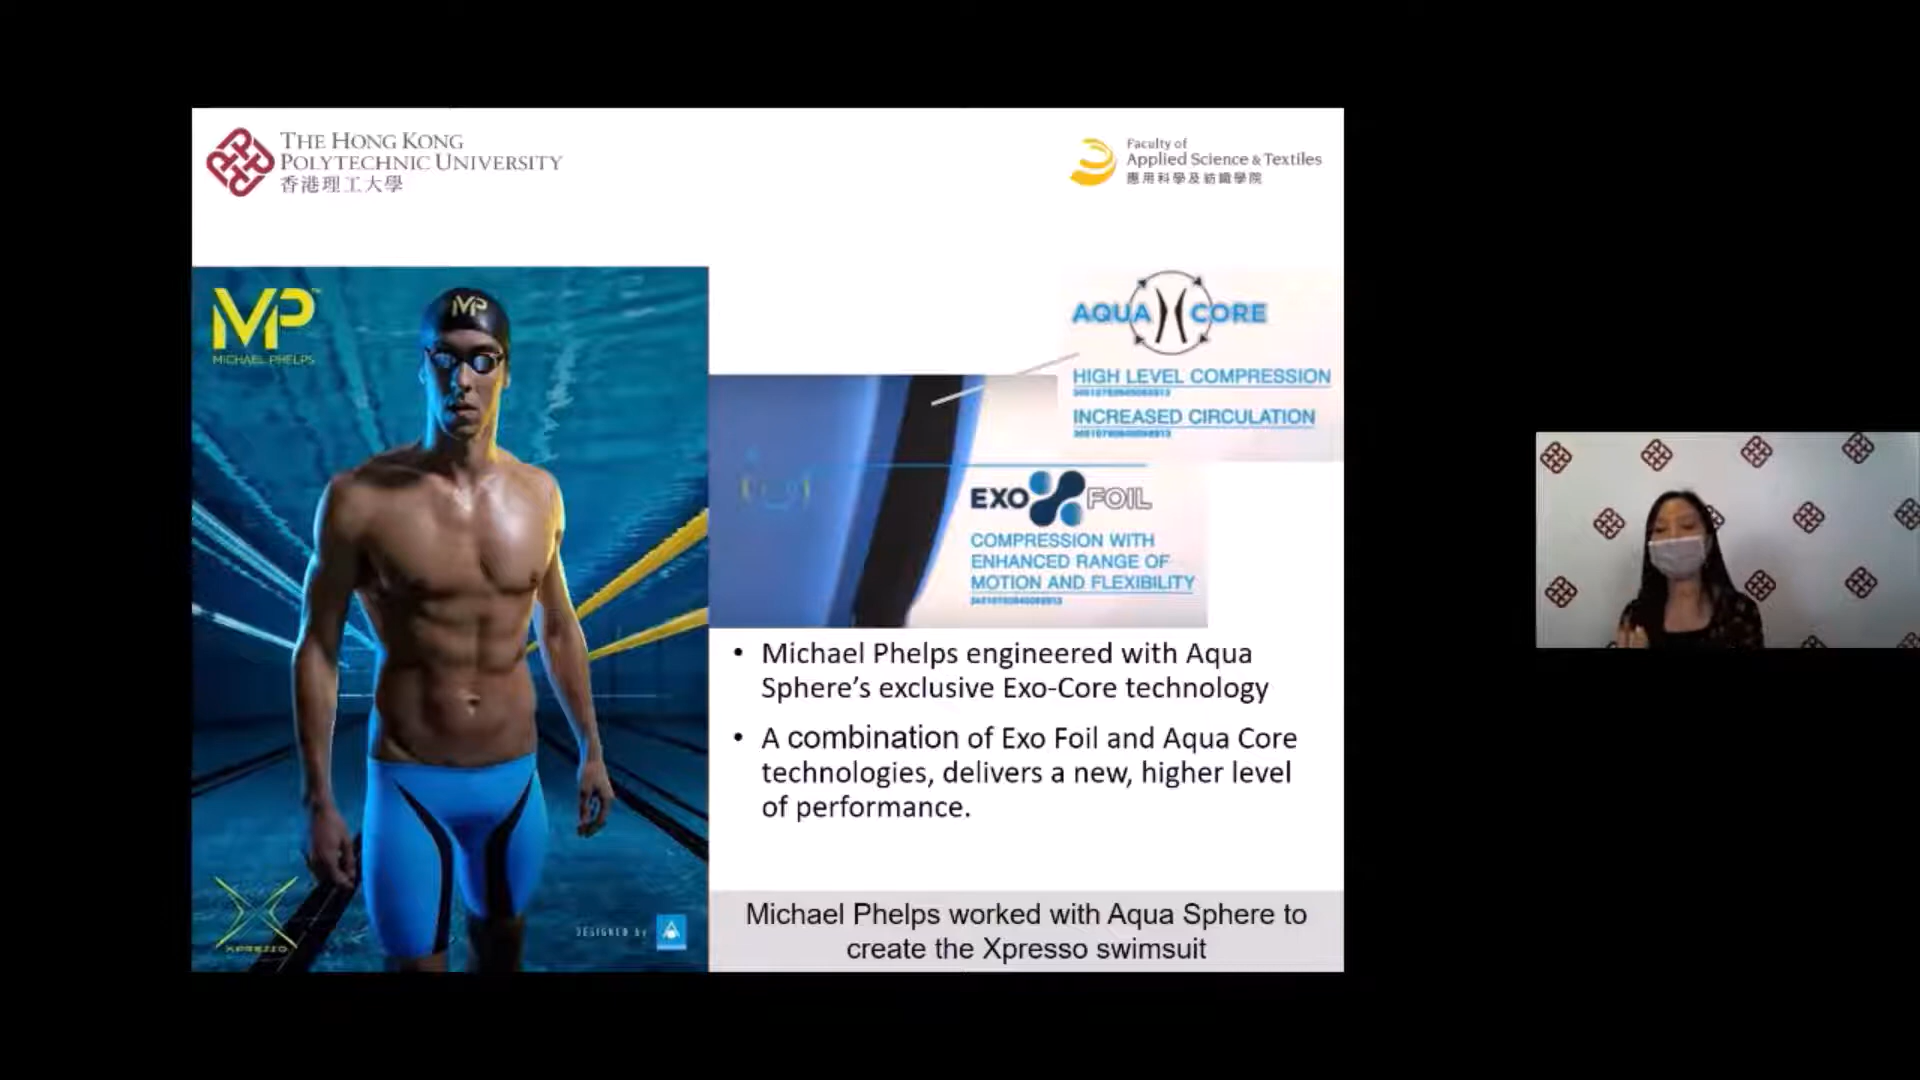 THE HONG KONG
POLYTECHNIC UNIVERSITY
香港理工大學
Faculty of
Applied Science & Textiles
應用科學及紡織學院
MP™
MICHAEL PHELPS
MP
XPRESSO
DESIGNED by
AQUA CORE
HIGH LEVEL COMPRESSION
INCREASED CIRCULATION
EXO FOIL
COMPRESSION WITH
ENHANCED RANGE OF
MOTION AND FLEXIBILITY
• Michael Phelps engineered with Aqua
Sphere’s exclusive Exo-Core technology
• A combination of Exo Foil and Aqua Core
technologies, delivers a new, higher level
of performance.
Michael Phelps worked with Aqua Sphere to
create the Xpresso swimsuit